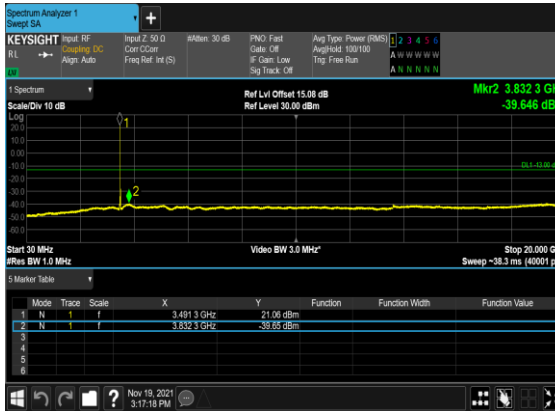 Spectrum Analyzer 1
Swept SA
+
KEYSIGHT Input: RF Input Z: 50 Ω #Atten: 30 dB PNO: Fast Avg Type: Power (RMS) 1 2 3 4 5 6
RL Coupling: DC Corr CCorr Gate: Off Avg|Hold: 100/100 A W W W W W
Align: Auto Freq Ref: Int (S) IF Gain: Low Trig: Free Run
LXI Sig Track: Off A N N N N N
1 Spectrum Ref Lvl Offset 15.08 dB Mkr2 3.832 3 G
Scale/Div 10 dB Ref Level 30.00 dBm -39.646 dB
Log
20.0
10.0
0.00
-10.0
-20.0
-30.0
-40.0
-50.0
-60.0
1
2
DL1 -13.00 d
Start 30 MHz Video BW 3.0 MHz* Stop 20.000 G
#Res BW 1.0 MHz Sweep ~38.3 ms (40001 p
5 Marker Table
Mode Trace Scale X Y Function Function Width Function Value
1 N 1 f 3.491 3 GHz 21.06 dBm
2 N 1 f 3.832 3 GHz -39.65 dBm
3
4
5
6
? Nov 19, 2021
3:17:18 PM